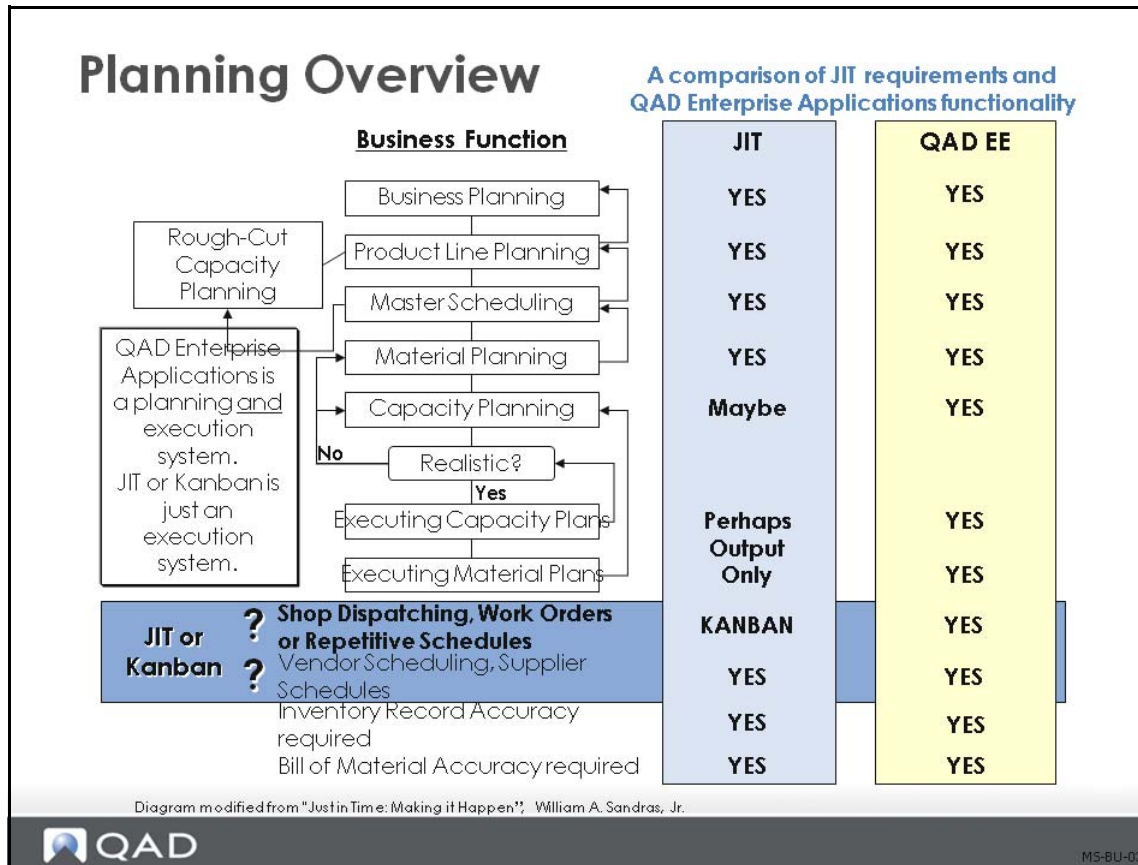 Planning Overview
A comparison of JIT requirements and
QAD Enterprise Applications functionality
Business Function
JIT
QAD EE
Business Planning
YES
YES
Rough-Cut
Capacity
Planning
Product Line Planning
YES
YES
Master Scheduling
YES
YES
QAD Enterprise
Applications is
a planning and
execution
system.
JIT or Kanban is
just an
execution
system.
Material Planning
YES
YES
Capacity Planning
Maybe
YES
No
Realistic?
Yes
Executing Capacity Plans
Perhaps
Output
Only
YES
Executing Material Plans
YES
JIT or
Kanban
?
Shop Dispatching, Work Orders
or Repetitive Schedules
KANBAN
YES
?
Vendor Scheduling, Supplier
Schedules
YES
YES
Inventory Record Accuracy
required
YES
YES
Bill of Material Accuracy required
YES
YES
Diagram modified from "Just in Time: Making it Happen", William A. Sandras, Jr.
QAD